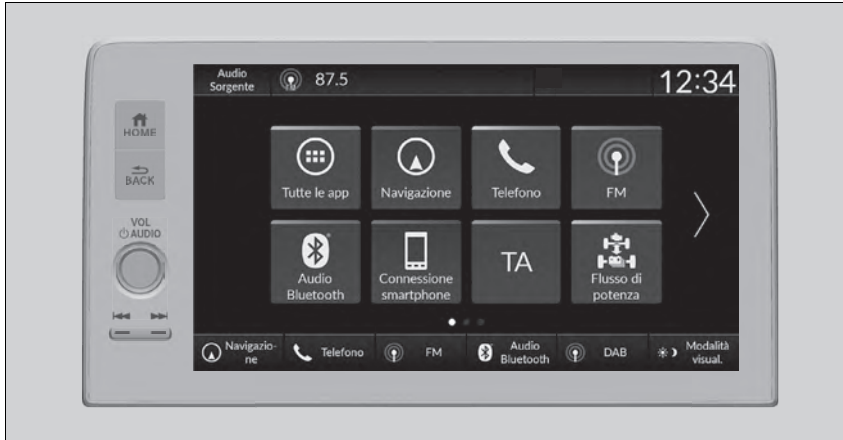 Audio
Sorgente
87.5
12:34
HOME
BACK
VOL
AUDIO
Tutte le app
Navigazione
Telefono
FM
Audio
Bluetooth
Connessione
smartphone
TA
Flusso di
potenza
Navigazio-
ne
Telefono
FM
Audio
Bluetooth
DAB
Modalità
visual.